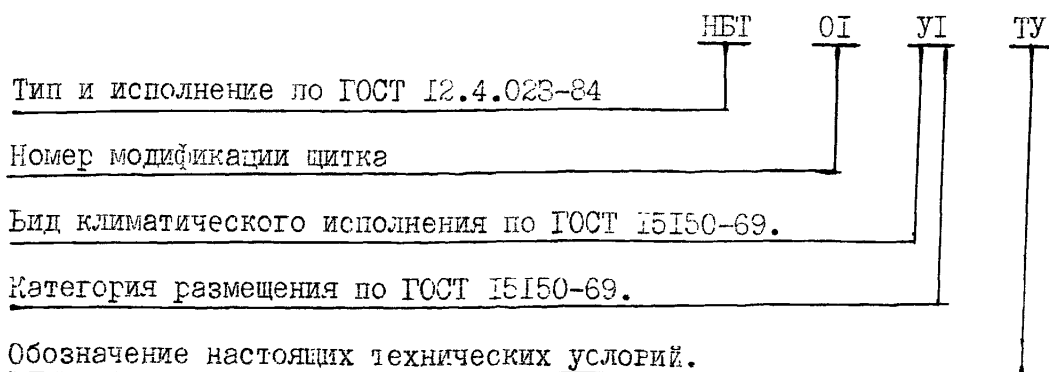 НБТ 01 У1 ТУ
Тип и исполнение по ГОСТ 12.4.023-84
Номер модификации щитка
Вид климатического исполнения по ГОСТ 15150-69.
Категория размещения по ГОСТ 15150-69.
Обозначение настоящих технических условий.